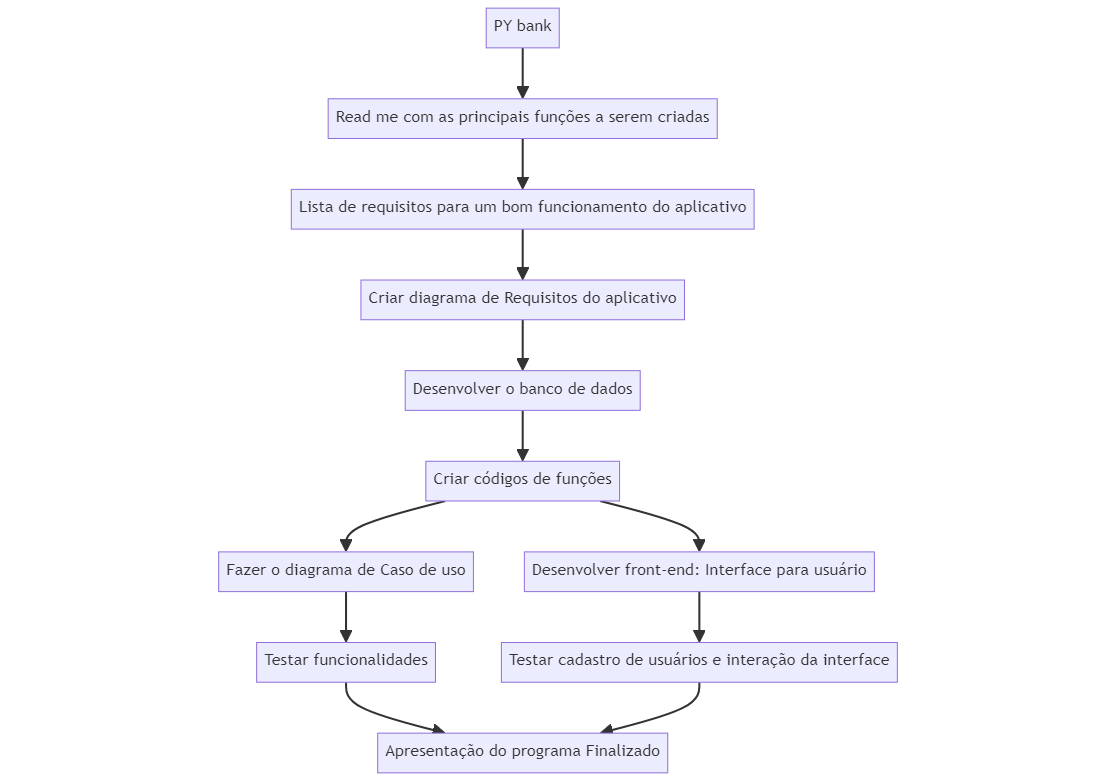 PY bank
Read me com as principais funções a serem criadas
Lista de requisitos para um bom funcionamento do aplicativo
Criar diagrama de Requisitos do aplicativo
Desenvolver o banco de dados
Criar códigos de funções
Fazer o diagrama de Caso de uso
Desenvolver front-end: Interface para usuário
Testar funcionalidades
Testar cadastro de usuários e interação da interface
Apresentação do programa Finalizado